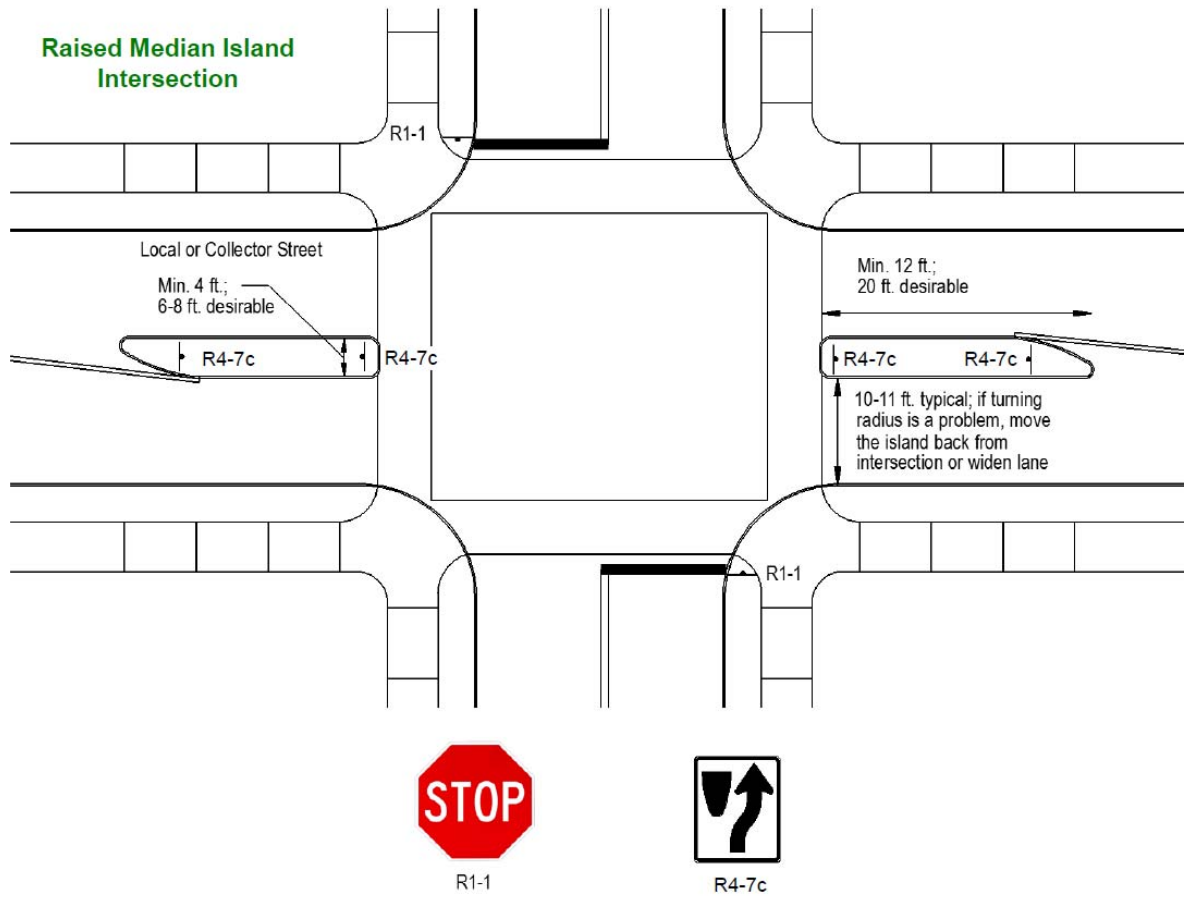 Raised Median Island
Intersection
R1-1
Local or Collector Street
Min. 4 ft.;
6-8 ft. desirable
R4-7c
R4-7c
Min. 12 ft.;
20 ft. desirable
R4-7c
R4-7c
10-11 ft. typical; if turning
radius is a problem, move
the island back from
intersection or widen lane
R1-1
STOP
R1-1
R4-7c